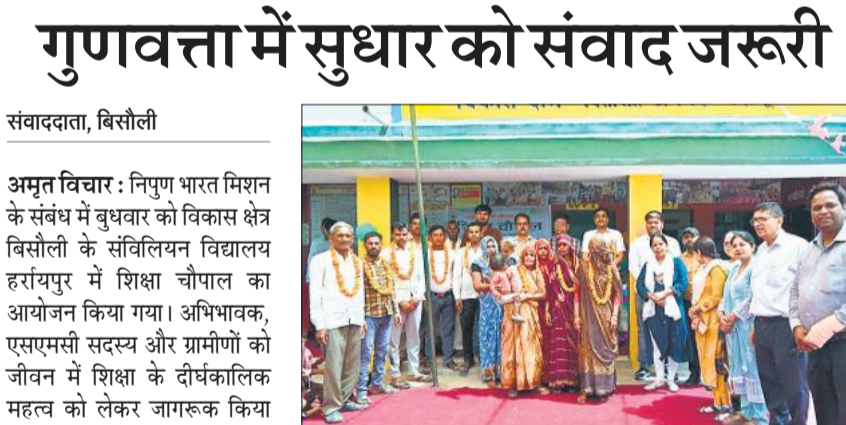 गुणवत्ता में सुधार को संवाद जरूरी
संवाददाता, बिसौली
अमृत विचार : निपुण भारत मिशन
के संबंध में बुधवार को विकास क्षेत्र
बिसौली के संविलियन विद्यालय
हर्रायपुर में शिक्षा चौपाल का
आयोजन किया गया। अभिभावक,
एसएमसी सदस्य और ग्रामीणों को
जीवन में शिक्षा के दीर्घकालिक
महत्व को लेकर जागरूक किया